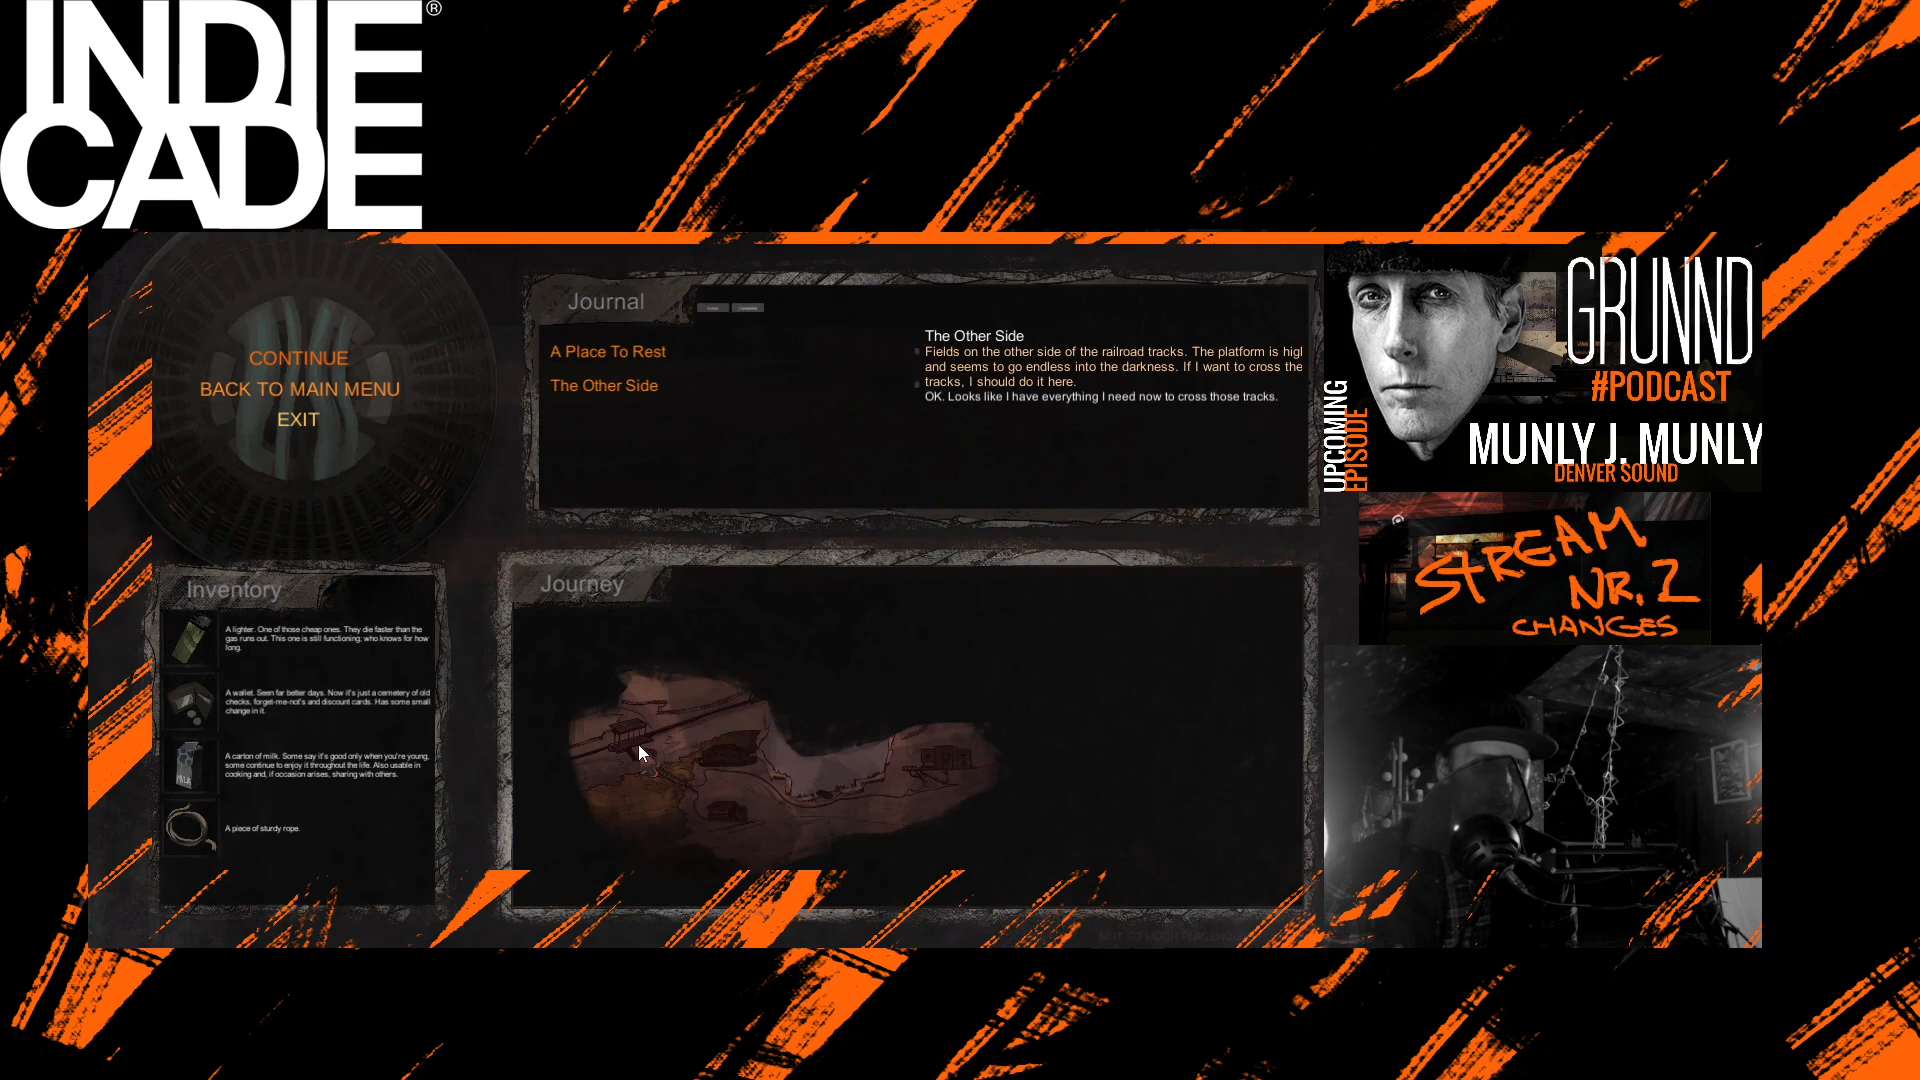 INDIE
CADE®
CONTINUE
BACK TO MAIN MENU
EXIT
Journal
A Place To Rest
The Other Side
The Other Side
Fields on the other side of the railroad tracks. The platform is higl
and seems to go endless into the darkness. If I want to cross the
tracks, I should do it here.
OK. Looks like I have everything I need now to cross those tracks.
Inventory
A lighter. One of those cheap ones. They die faster than the
gas runs out. This one is still functioning; who knows for how
long.
A wallet. Seen far better days. Now it's just a cemetery of old
checks, forget-me-not's and discount cards. Has some small
change in it.
A carton of milk. Some say it's good only when you're young,
some continue to enjoy it throughout the life. Also usable in
cooking and, if occasion arises, sharing with others.
MILK
A piece of sturdy rope.
Journey
GRUNND
#PODCAST
UPCOMING
EPISODE
MUNLY J. MUNLY
DENVER SOUND
STREAM
NR. 2
CHANGES